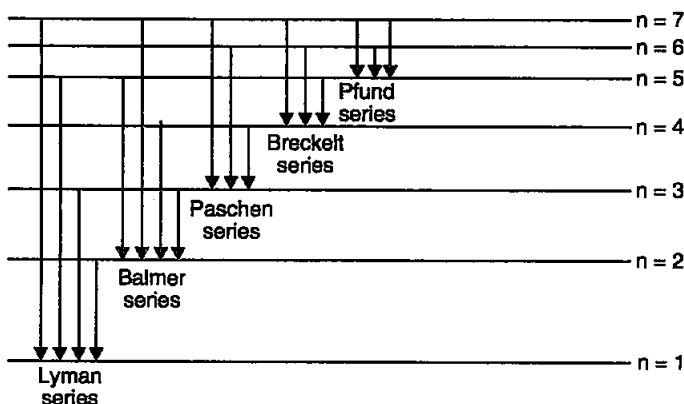 n = 7
n = 6
n = 5
Pfund
series
n = 4
Breckelt
series
n = 3
Paschen
series
n = 2
Balmer
series
n = 1
Lyman
series